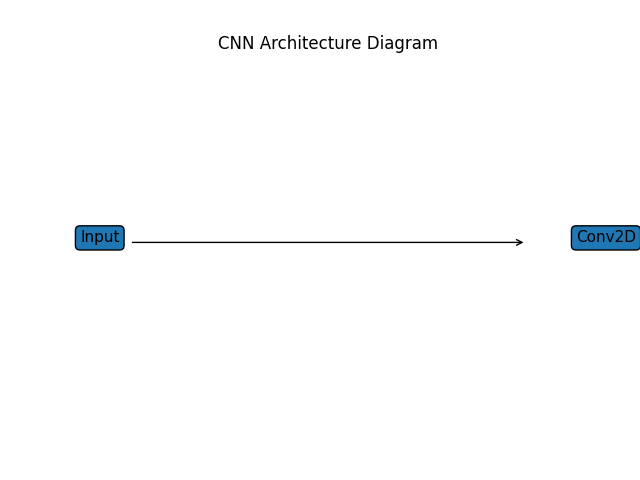 CNN Architecture Diagram
Input
Conv2D